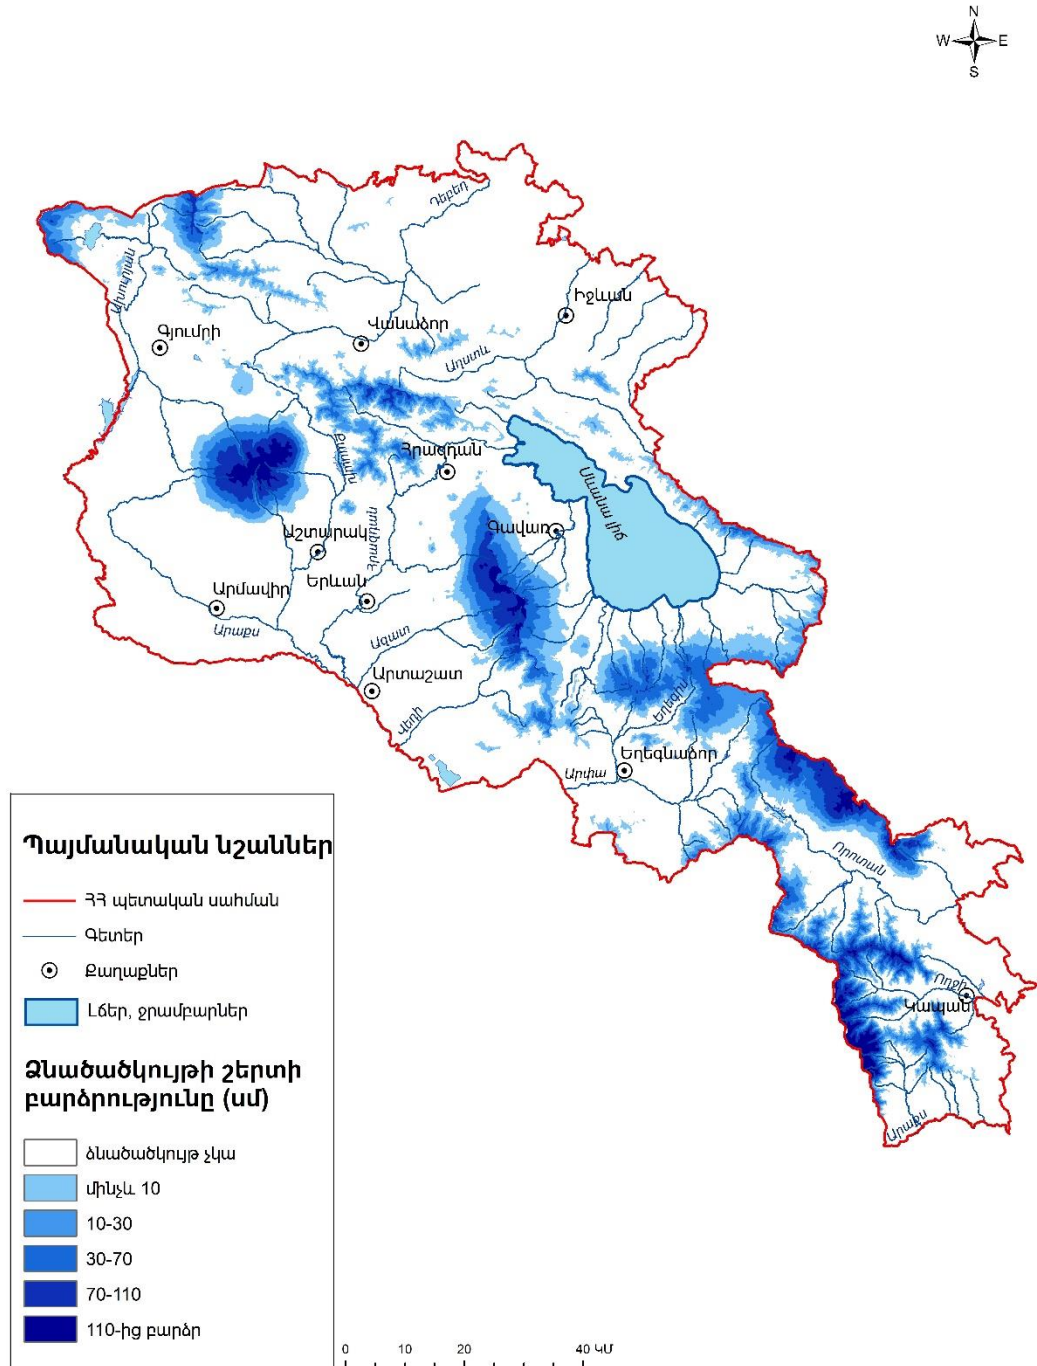 N
W E
S
Դեբեդ
Ախուրյան
Իջևան
Գյումրի
Վանաձոր
Աղստև
Քասախ
Հրազդան
Սևանա լիճ
Հրազդան
Գավառ
Աշտարակ
Երևան
Արմավիր
Արաքս
Ազատ
Արտաշատ
Վեդի
Եղեգիս
Եղեգնաձոր
Արփա
Որոտան
Ողջի
Կապան
Արաքս
Պայմանական նշաններ
ՀՀ պետական սահման
Գետեր
Քաղաքներ
Լճեր, ջրամբարներ
Ձնածածկույթի շերտի
բարձրությունը (սմ)
ձնածածկույթ չկա
մինչև 10
10-30
30-70
70-110
110-ից բարձր
0 10 20 40 ԿՄ